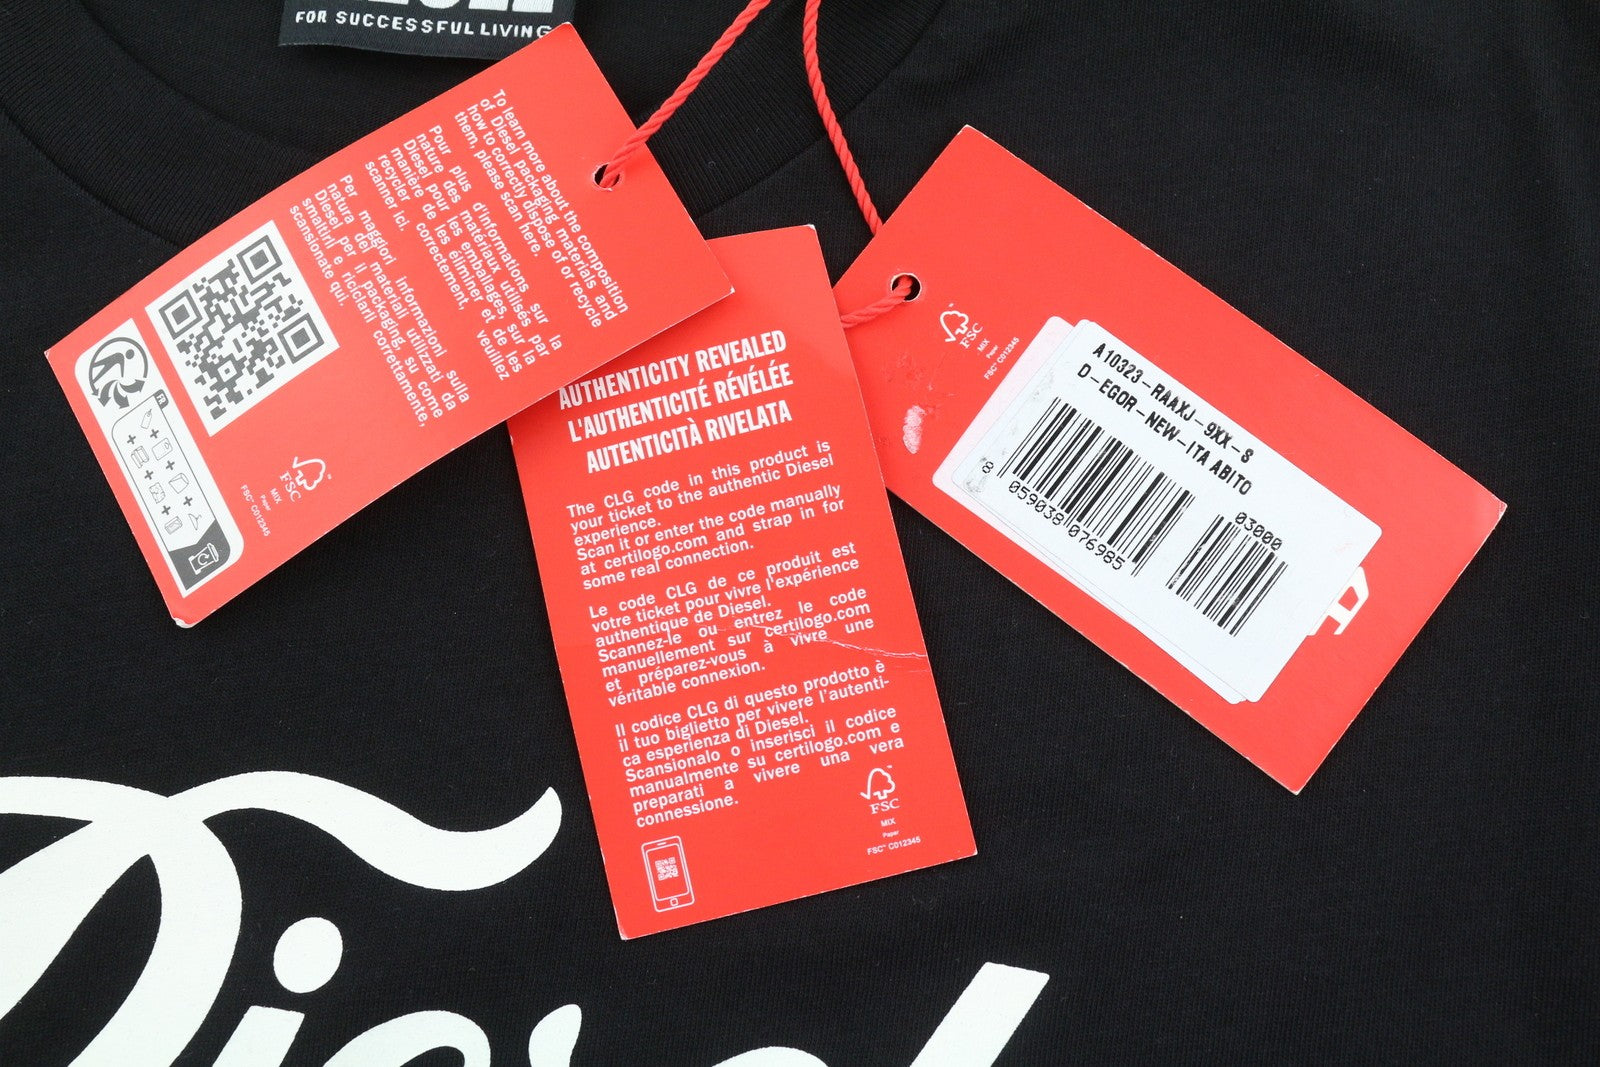 FOR SUCCESSFUL LIVING
To learn more about the composition
of Diesel packaging materials and
how to correctly dispose of or recycle
them, please scan here.
Pour plus d'informations sur la
nature des matériaux utilisés par
Diesel pour les emballages, sur la
manière de les éliminer et de les
recycler correctement, veuillez
scanner ici.
Per maggiori informazioni sulla
natura dei materiali utilizzati da
Diesel per il packaging, su come
smaltirli e riciclarli correttamente,
scansionate qui.
FR
FSC
MIX
Paper
FSC™ C012345
AUTHENTICITY REVEALED
L'AUTHENTICITÉ RÉVÉLÉE
AUTENTICITÀ RIVELATA
The CLG code in this product is
your ticket to the authentic Diesel
experience.
Scan it or enter the code manually
at certilogo.com and strap in for
some real connection.
Le code CLG de ce produit est
votre ticket pour vivre l'expérience
authentique de Diesel.
Scannez-le ou entrez le code
manuellement sur certilogo.com
et préparez-vous à vivre une
véritable connexion.
Il codice CLG di questo prodotto è
il tuo biglietto per vivere l'autenti-
ca esperienza di Diesel.
Scansionalo o inserisci il codice
manualmente su certilogo.com e
preparati a vivere una vera
connessione.
FSC
MIX
Paper
FSC™ C012345
FSC
MIX
Paper
FSC™ C012345
A10323-RAAXJ-9XX-S
D-EGOR-NEW-ITA ABITO
03000
8 059038 076985
D
Diesel